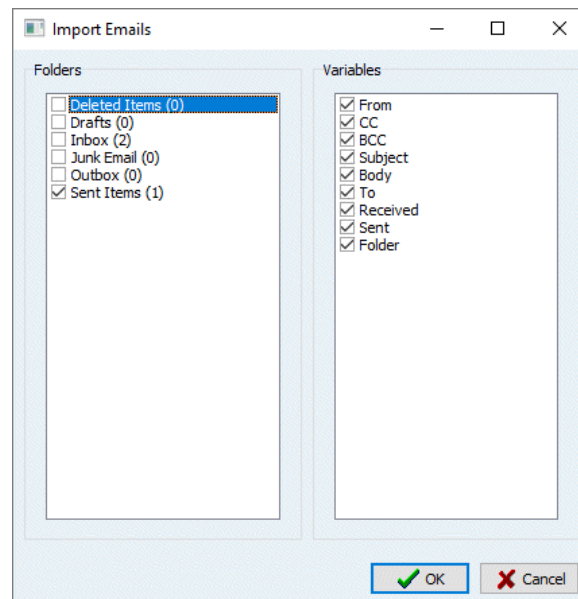 Import Emails
Folders
Deleted Items (0)
Drafts (0)
Inbox (2)
Junk Email (0)
Outbox (0)
Sent Items (1)
Variables
From
CC
BCC
Subject
Body
To
Received
Sent
Folder
OK
Cancel